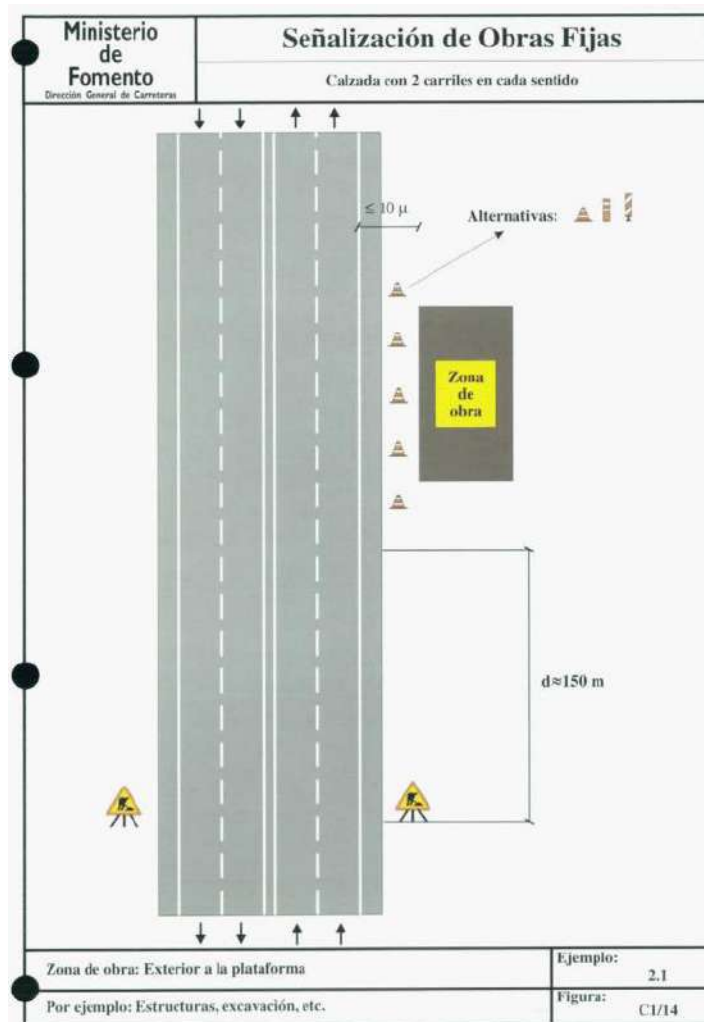 Ministerio
de
Fomento
Dirección General de Carreteras
Señalización de Obras Fijas
Calzada con 2 carriles en cada sentido
≤ 10 μ
Alternativas:
Zona
de
obra
d≈150 m
Zona de obra: Exterior a la plataforma
Ejemplo:
2.1
Por ejemplo: Estructuras, excavación, etc.
Figura:
C1/14